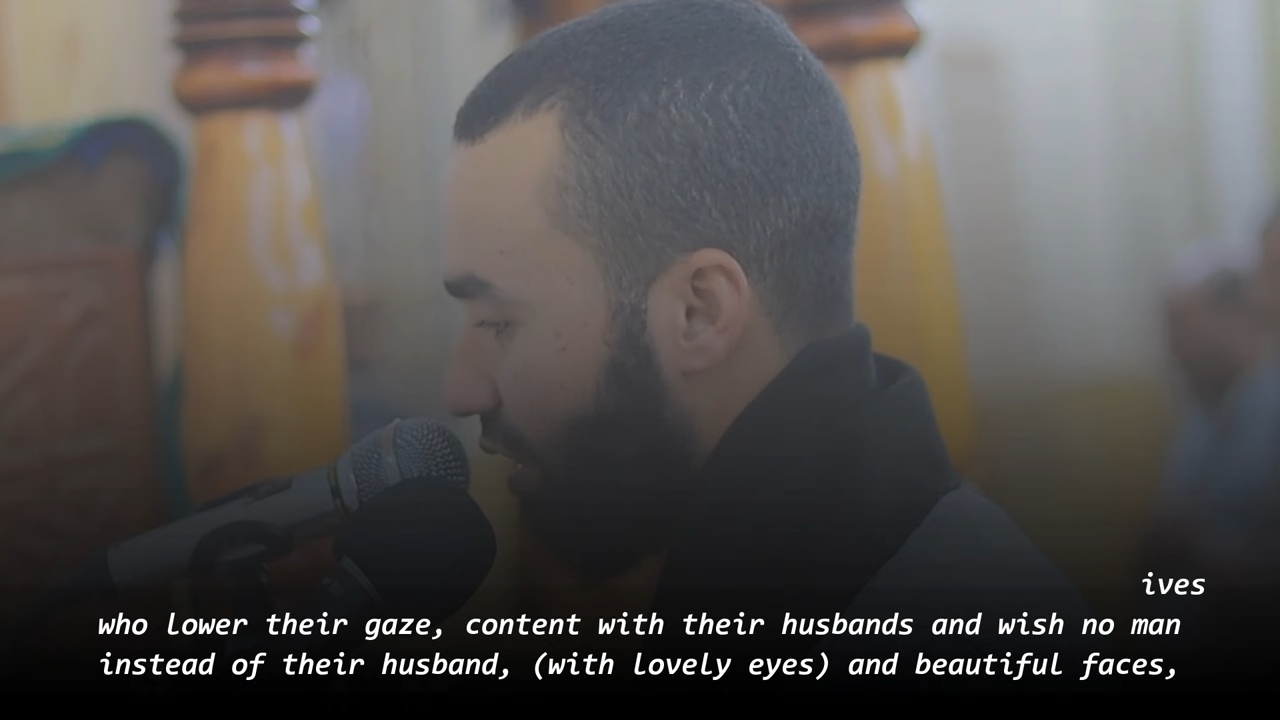 ives
who lower their gaze, content with their husbands and wish no man
instead of their husband, (with lovely eyes) and beautiful faces,